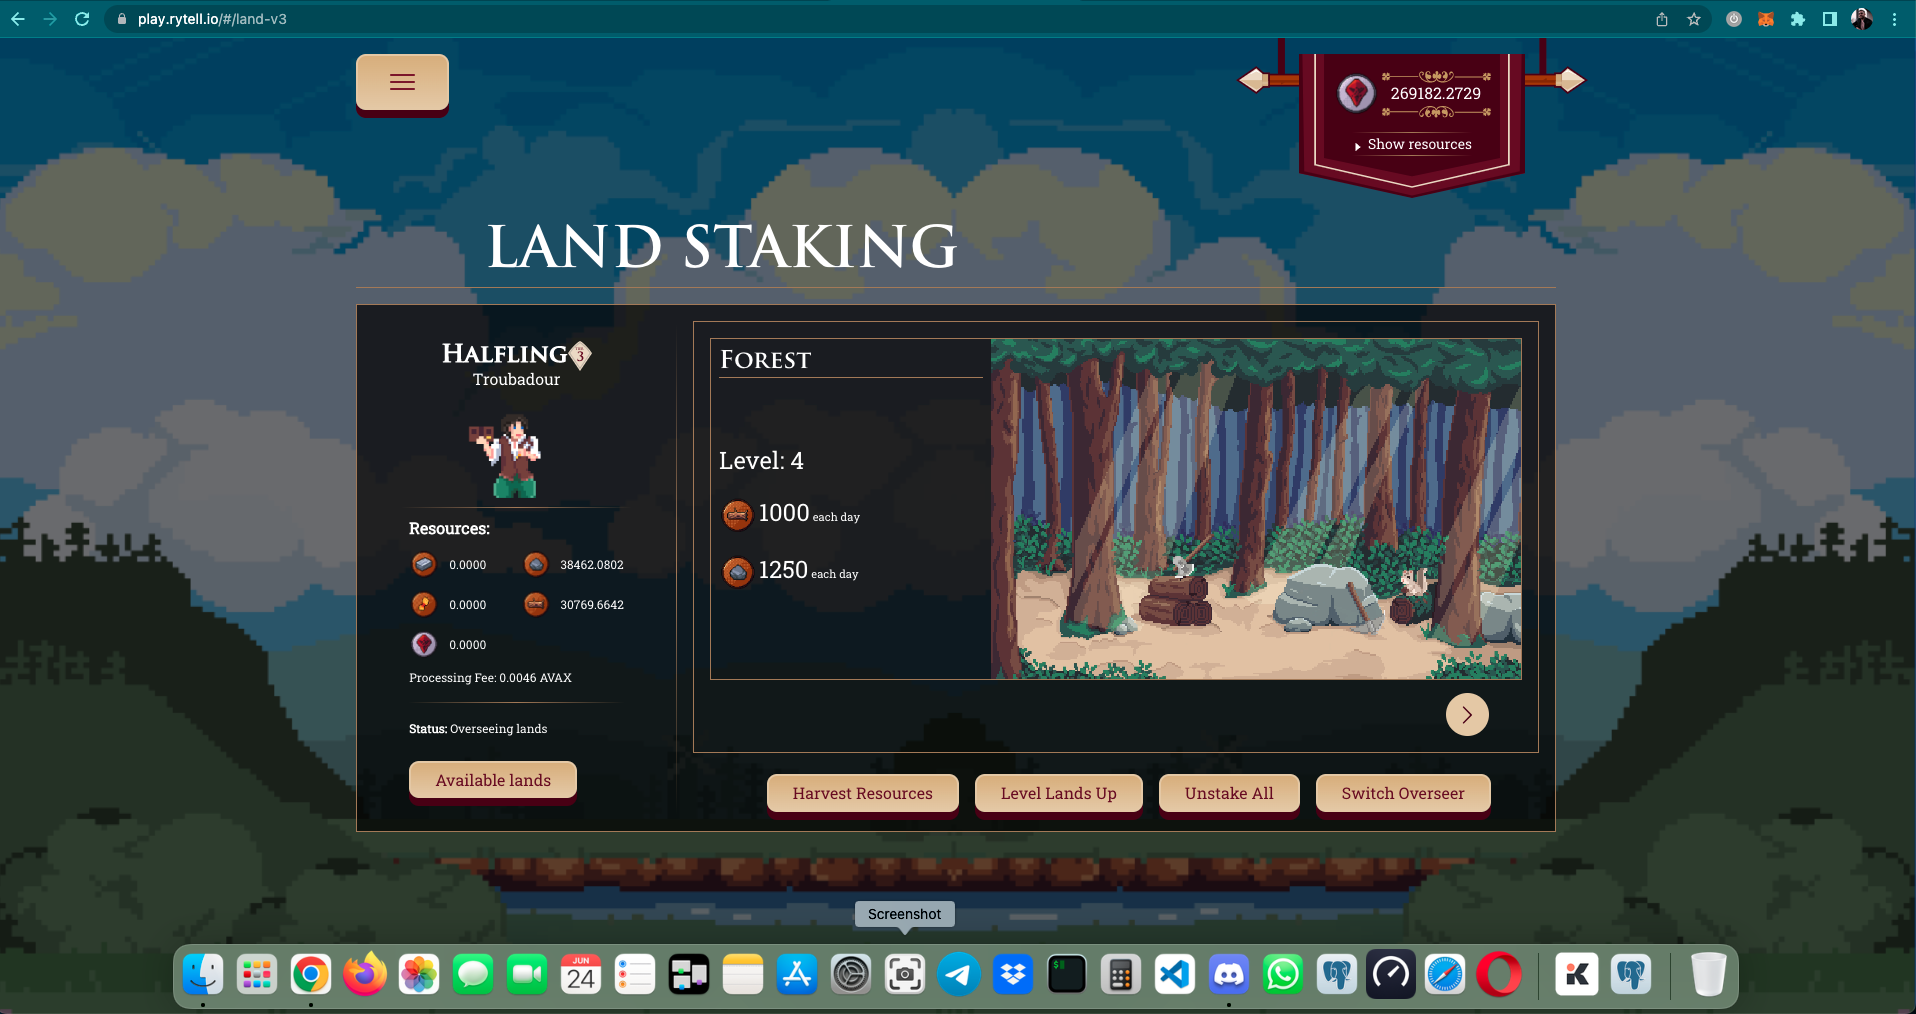 play.rytell.io/#/land-v3
269182.2729
Show resources
LAND STAKING
HALFLING 3
Troubadour
Resources:
0.0000 38462.0802
0.0000 30769.6642
0.0000
Processing Fee: 0.0046 AVAX
Status: Overseeing lands
Available lands
FOREST
Level: 4
1000 each day
1250 each day
Harvest Resources
Level Lands Up
Unstake All
Switch Overseer
Screenshot
JUN
24